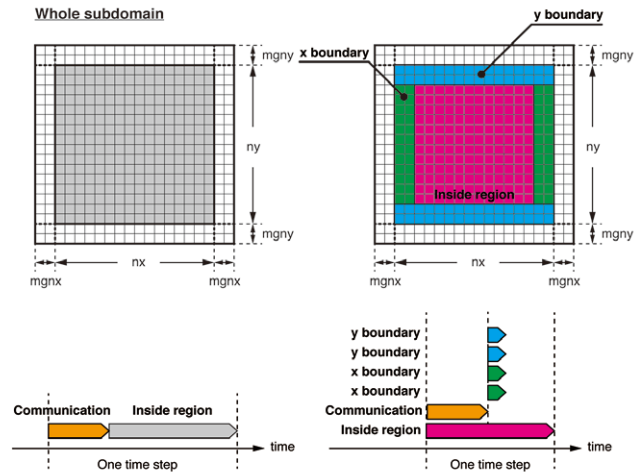 Whole subdomain
mgny
ny
mgny
nx
mgnx
mgnx
y boundary
x boundary
Inside region
mgny
ny
mgny
nx
mgnx
mgnx
Communication
Inside region
time
One time step
y boundary
y boundary
x boundary
x boundary
Communication
Inside region
time
One time step